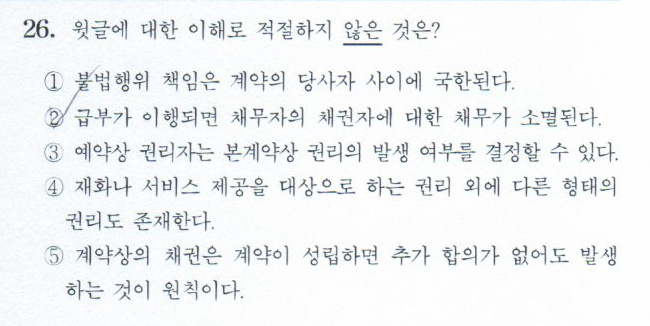 26. 윗글에 대한 이해로 적절하지 않은 것은?
① 불법행위 책임은 계약의 당사자 사이에 국한된다.
② 급부가 이행되면 채무자의 채권자에 대한 채무가 소멸된다.
③ 예약상 권리자는 본계약상 권리의 발생 여부를 결정할 수 있다.
④ 재화나 서비스 제공을 대상으로 하는 권리 외에 다른 형태의
권리도 존재한다.
⑤ 계약상의 채권은 계약이 성립하면 추가 합의가 없어도 발생
하는 것이 원칙이다.